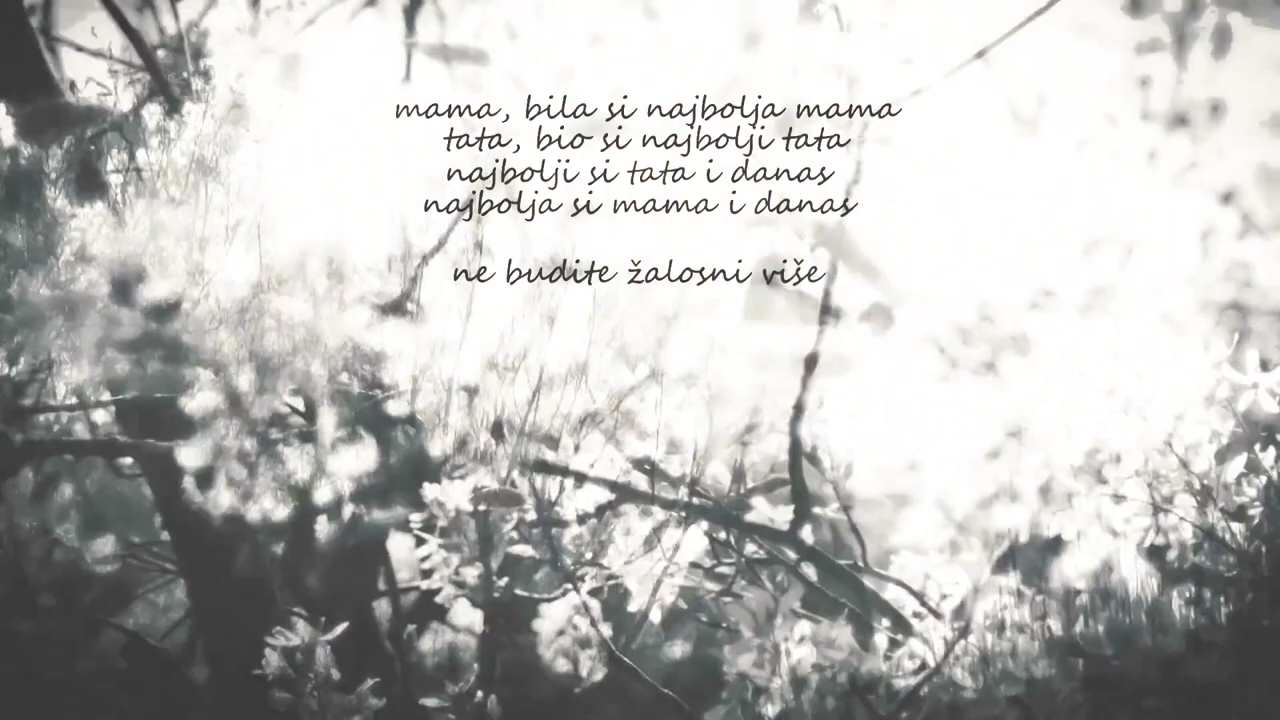 mama, bila si najbolja mama
tata, bio si najbolji tata
najbolji si tata i danas
najbolja si mama i danas
ne budite žalosni više